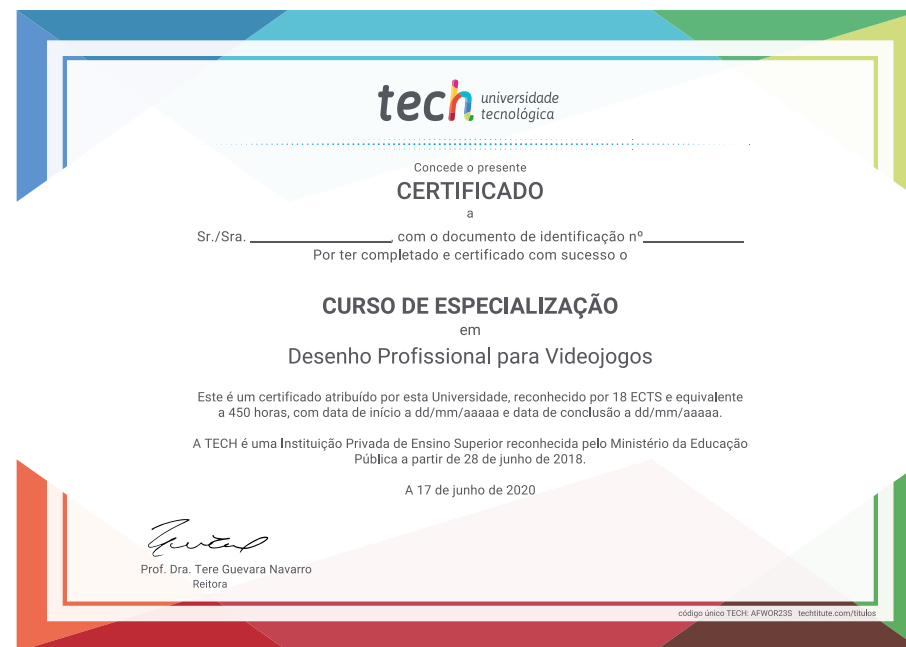 tech universidade
tecnológica
Concede o presente
CERTIFICADO
a
Sr./Sra. ____________________, com o documento de identificação nº______________
Por ter completado e certificado com sucesso o
CURSO DE ESPECIALIZAÇÃO
em
Desenho Profissional para Videojogos
Este é um certificado atribuído por esta Universidade, reconhecido por 18 ECTS e equivalente
a 450 horas, com data de início a dd/mm/aaaaa e data de conclusão a dd/mm/aaaaa.
A TECH é uma Instituição Privada de Ensino Superior reconhecida pelo Ministério da Educação
Pública a partir de 28 de junho de 2018.
A 17 de junho de 2020
Prof. Dra. Tere Guevara Navarro
Reitora
código único TECH: AFWOR23S techtitute.com/titulos